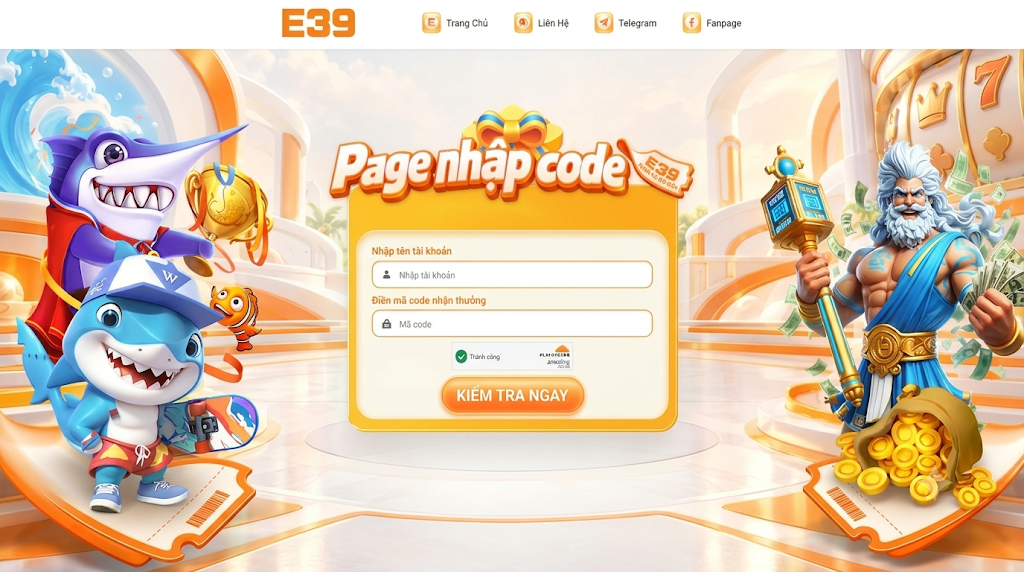 E39
E Trang Chủ
Liên Hệ
Telegram
f Fanpage
Page nhập code
E39
Nhập tên tài khoản
Nhập tài khoản
Điền mã code nhận thưởng
Mã code
Thành công
KIỂM TRA NGAY
W
7